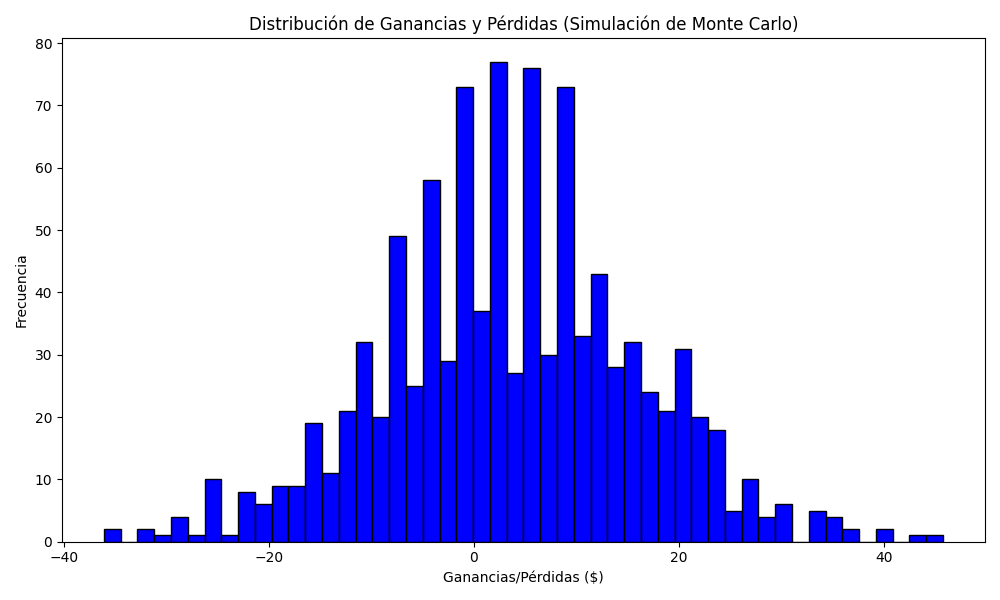 Distribución de Ganancias y Pérdidas (Simulación de Monte Carlo)
80
70
60
50
40
30
20
10
0
Frecuencia
−40 −20 0 20 40
Ganancias/Pérdidas ($)